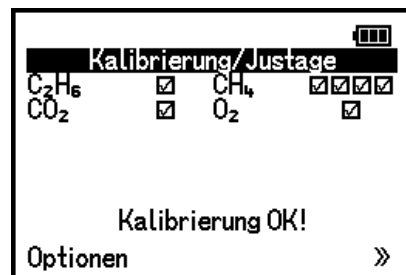 Kalibrierung/Justage
C₂H₆ ☑ CH₄ ☑☑☑☑
CO₂ ☑ O₂ ☑
Kalibrierung OK!
Optionen »